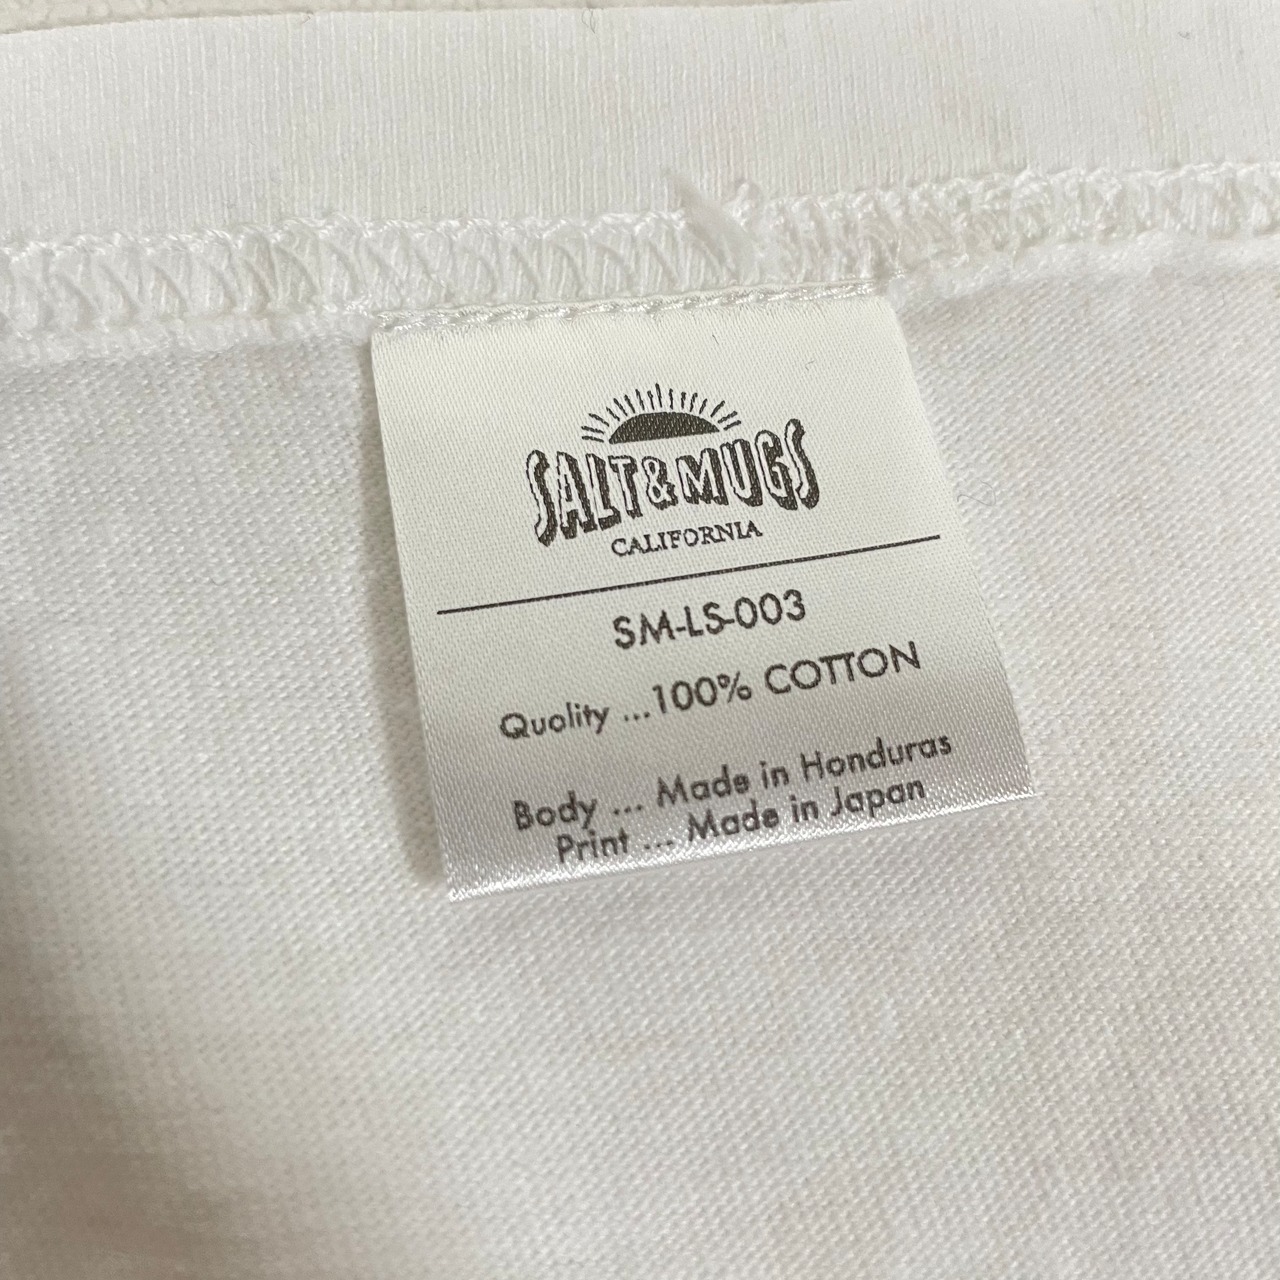 SALT&MUGS
CALIFORNIA
SM-LS-003
Quality ...100% COTTON
Body ... Made in Honduras
Print ... Made in Japan